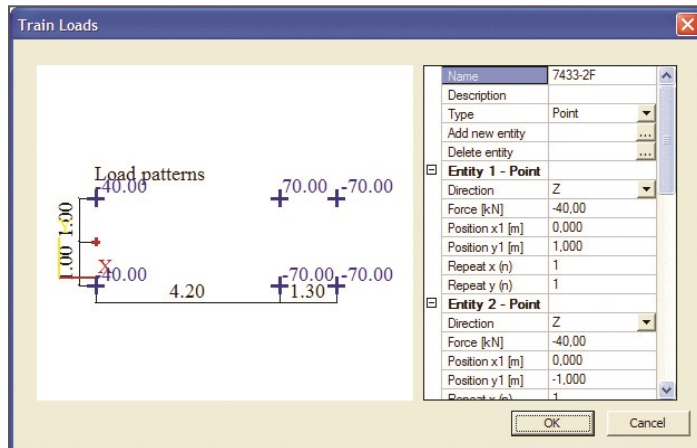 Train Loads
Load patterns
-40.00 70.00 -70.00
1.00 1.00
X
-40.00 -70.00 -70.00
4.20 1.30
Name 7433-2F
Description
Type Point
Add new entity ...
Delete entity ...
Entity 1 - Point
Direction Z
Force [kN] -40,00
Position x1 [m] 0,000
Position y1 [m] 1,000
Repeat x (n) 1
Repeat y (n) 1
Entity 2 - Point
Direction Z
Force [kN] -40,00
Position x1 [m] 0,000
Position y1 [m] -1,000
Repeat x (n) 1
OK Cancel